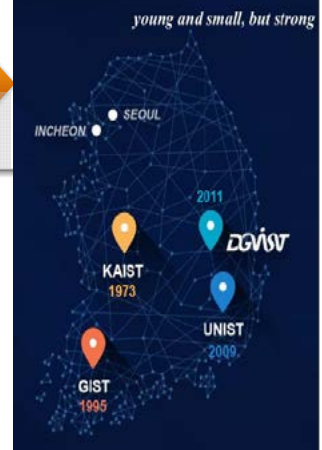 young and small, but strong
SEOUL
INCHEON
2011
DGIST
KAIST
1973
UNIST
2009
GIST
1995